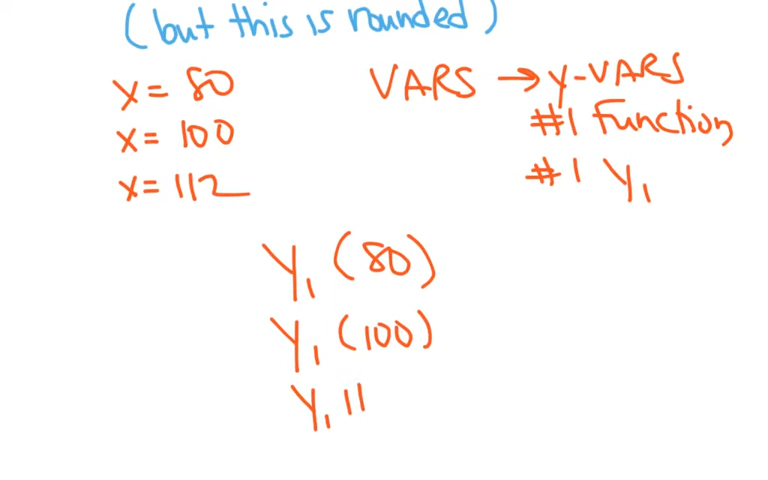 (but this is rounded)
x = 80
x = 100
x = 112
VARS → y-VARS
#1 Function
#1 Y₁
Y₁ (80)
Y₁ (100)
Y₁ 11